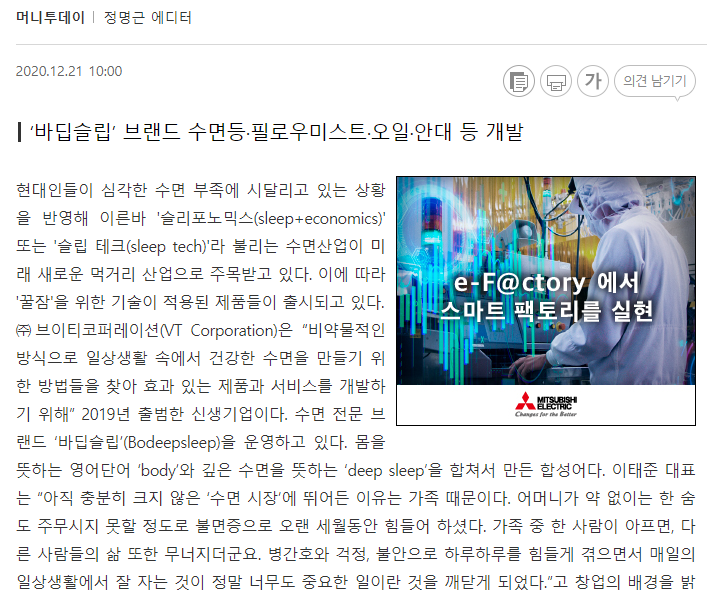 머니투데이 | 정명근 에디터
2020.12.21 10:00
가
의견 남기기
‘바딥슬립’ 브랜드 수면등·필로우미스트·오일·안대 등 개발
현대인들이 심각한 수면 부족에 시달리고 있는 상황
을 반영해 이른바 '슬리포노믹스(sleep+economics)'
또는 '슬립 테크(sleep tech)'라 불리는 수면산업이 미
래 새로운 먹거리 산업으로 주목받고 있다. 이에 따라
'꿀잠'을 위한 기술이 적용된 제품들이 출시되고 있다.
㈜브이티코퍼레이션(VT Corporation)은 “비약물적인
방식으로 일상생활 속에서 건강한 수면을 만들기 위
한 방법들을 찾아 효과 있는 제품과 서비스를 개발하
기 위해” 2019년 출범한 신생기업이다. 수면 전문 브
랜드 ‘바딥슬립’(Bodeepsleep)을 운영하고 있다. 몸을
뜻하는 영어단어 ‘body’와 깊은 수면을 뜻하는 ‘deep sleep’을 합쳐서 만든 합성어다. 이태준 대표
는 “아직 충분히 크지 않은 ‘수면 시장’에 뛰어든 이유는 가족 때문이다. 어머니가 약 없이는 한 숨
도 주무시지 못할 정도로 불면증으로 오랜 세월동안 힘들어 하셨다. 가족 중 한 사람이 아프면, 다
른 사람들의 삶 또한 무너지더군요. 병간호와 걱정, 불안으로 하루하루를 힘들게 겪으면서 매일의
일상생활에서 잘 자는 것이 정말 너무도 중요한 일이란 것을 깨닫게 되었다.”고 창업의 배경을 밝
e-F@ctory 에서
스마트 팩토리를 실현
MITSUBISHI
ELECTRIC
Changes for the Better